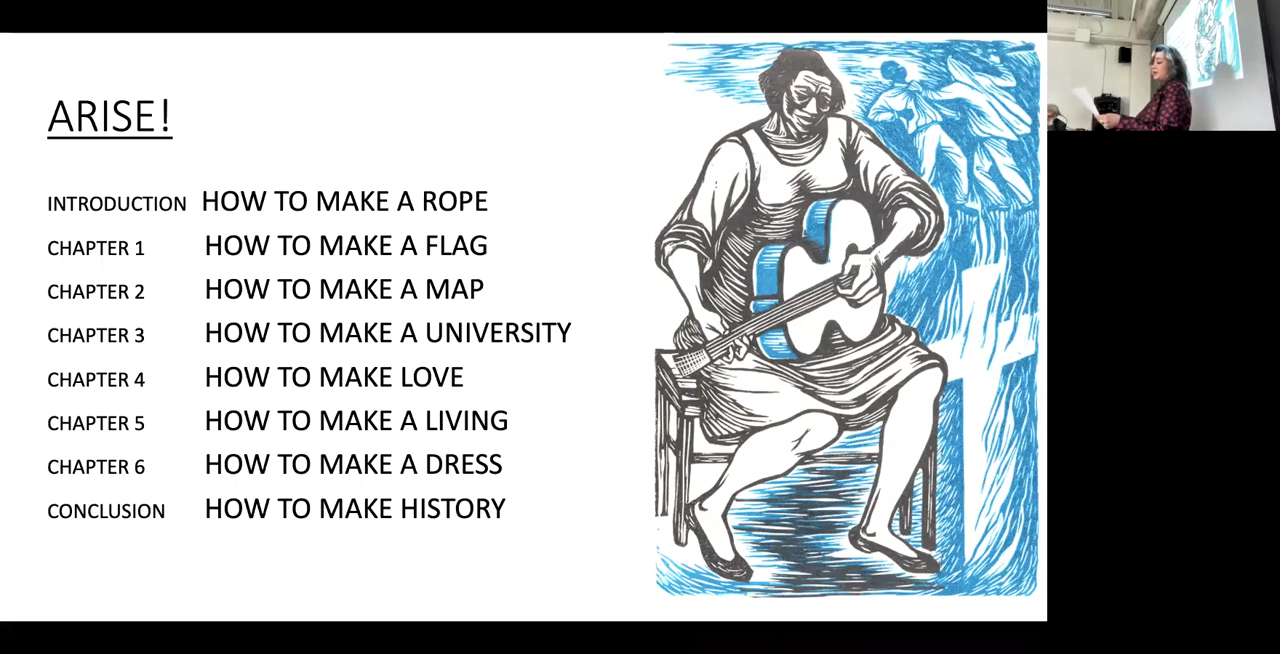 ARISE!
INTRODUCTION HOW TO MAKE A ROPE
CHAPTER 1 HOW TO MAKE A FLAG
CHAPTER 2 HOW TO MAKE A MAP
CHAPTER 3 HOW TO MAKE A UNIVERSITY
CHAPTER 4 HOW TO MAKE LOVE
CHAPTER 5 HOW TO MAKE A LIVING
CHAPTER 6 HOW TO MAKE A DRESS
CONCLUSION HOW TO MAKE HISTORY